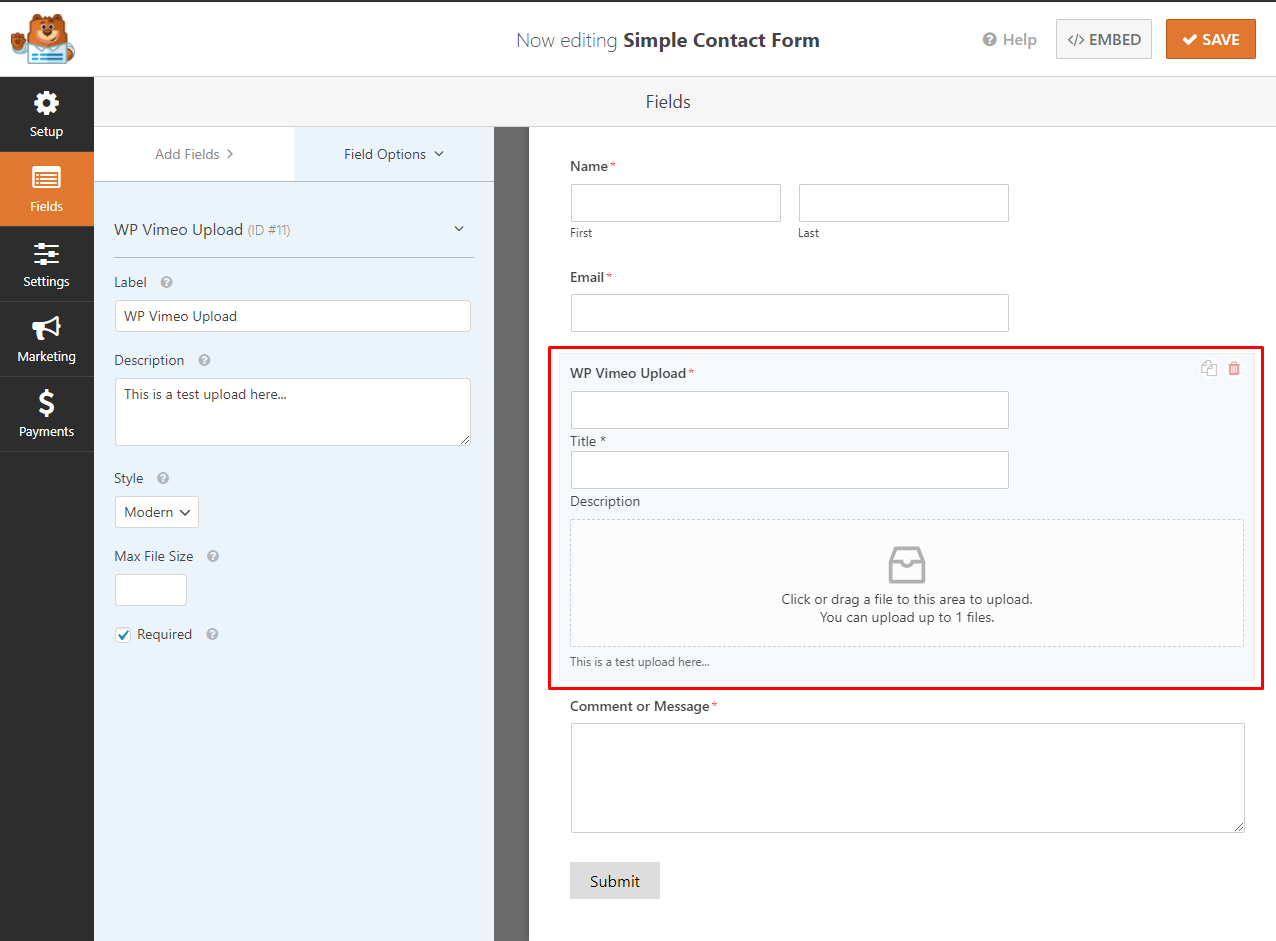 Now editing Simple Contact Form
Help
</> EMBED
SAVE
Setup
Fields
Settings
Marketing
Payments
Fields
Add Fields
Field Options
WP Vimeo Upload (ID #11)
Label
WP Vimeo Upload
Description
This is a test upload here...
Style
Modern
Max File Size
Required
Name*
First
Last
Email*
WP Vimeo Upload*
Title *
Description
Click or drag a file to this area to upload.
You can upload up to 1 files.
This is a test upload here...
Comment or Message*
Submit